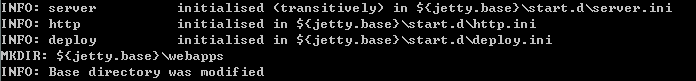 INFO: server          initialised (transitively) in ${jetty.base}\start.d\server.ini
INFO: http            initialised in ${jetty.base}\start.d\http.ini
INFO: deploy          initialised in ${jetty.base}\start.d\deploy.ini
MKDIR: ${jetty.base}\webapps
INFO: Base directory was modified